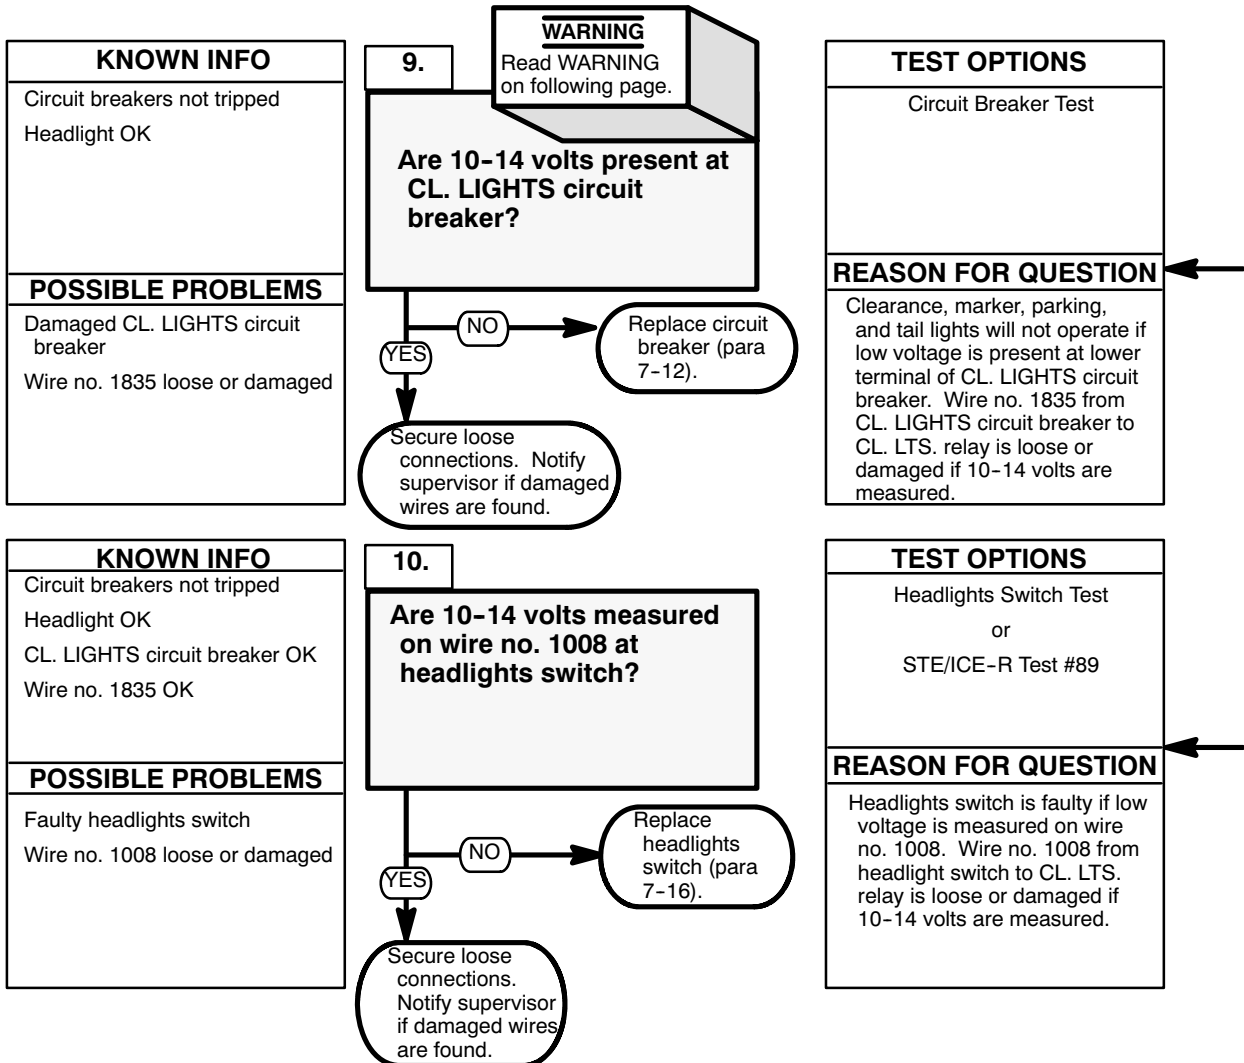 KNOWN INFO
Circuit breakers not tripped
Headlight OK
POSSIBLE PROBLEMS
Damaged CL. LIGHTS circuit
breaker
Wire no. 1835 loose or damaged
9.
WARNING
Read WARNING
on following page.
Are 10-14 volts present at
CL. LIGHTS circuit
breaker?
NO
YES
Replace circuit
breaker (para
7-12).
Secure loose
connections. Notify
supervisor if damaged
wires are found.
TEST OPTIONS
Circuit Breaker Test
REASON FOR QUESTION
Clearance, marker, parking,
and tail lights will not operate if
low voltage is present at lower
terminal of CL. LIGHTS circuit
breaker. Wire no. 1835 from
CL. LIGHTS circuit breaker to
CL. LTS. relay is loose or
damaged if 10-14 volts are
measured.
KNOWN INFO
Circuit breakers not tripped
Headlight OK
CL. LIGHTS circuit breaker OK
Wire no. 1835 OK
POSSIBLE PROBLEMS
Faulty headlights switch
Wire no. 1008 loose or damaged
10.
Are 10-14 volts measured
on wire no. 1008 at
headlights switch?
NO
YES
Replace
headlights
switch (para
7-16).
Secure loose
connections.
Notify supervisor
if damaged wires
are found.
TEST OPTIONS
Headlights Switch Test
or
STE/ICE-R Test #89
REASON FOR QUESTION
Headlights switch is faulty if low
voltage is measured on wire
no. 1008. Wire no. 1008 from
headlight switch to CL. LTS.
relay is loose or damaged if
10-14 volts are measured.